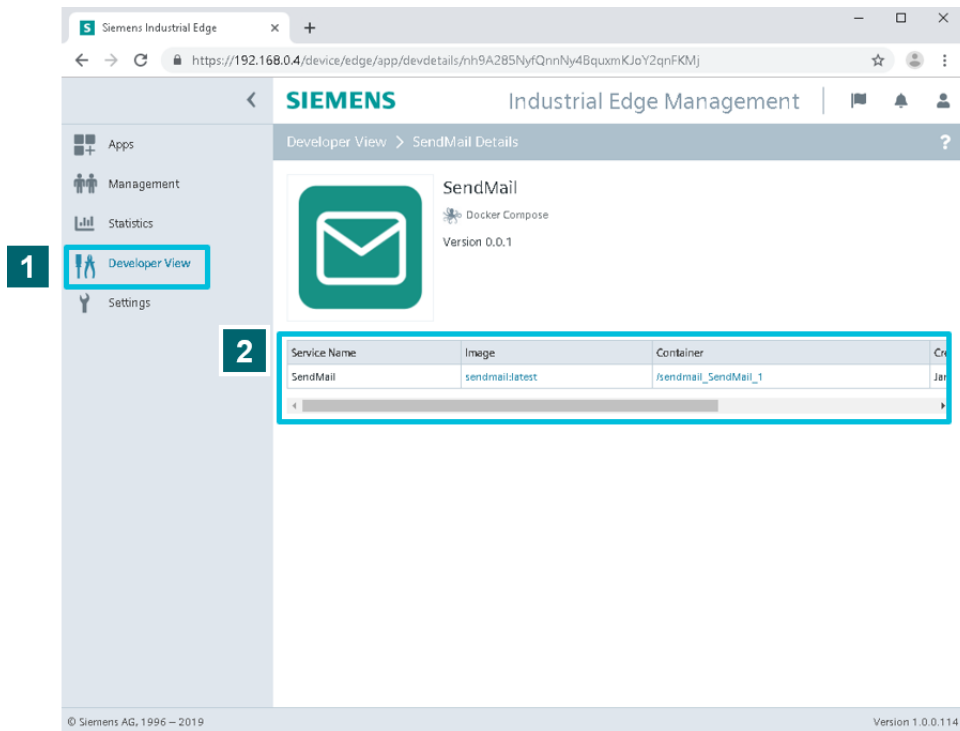 S Siemens Industrial Edge
https://192.168.0.4/device/edge/app/devdetails/nh9A285NyfQnnNy4BquxmKJoY2qnFKMj
SIEMENS Industrial Edge Management
Apps
Management
Statistics
1 Developer View
Settings
Developer View > SendMail Details ?
SendMail
Docker Compose
Version 0.0.1
2
Service Name Image Container Cre
SendMail sendmail:latest /sendmail_SendMail_1 Jan
© Siemens AG, 1996 – 2019 Version 1.0.0.114